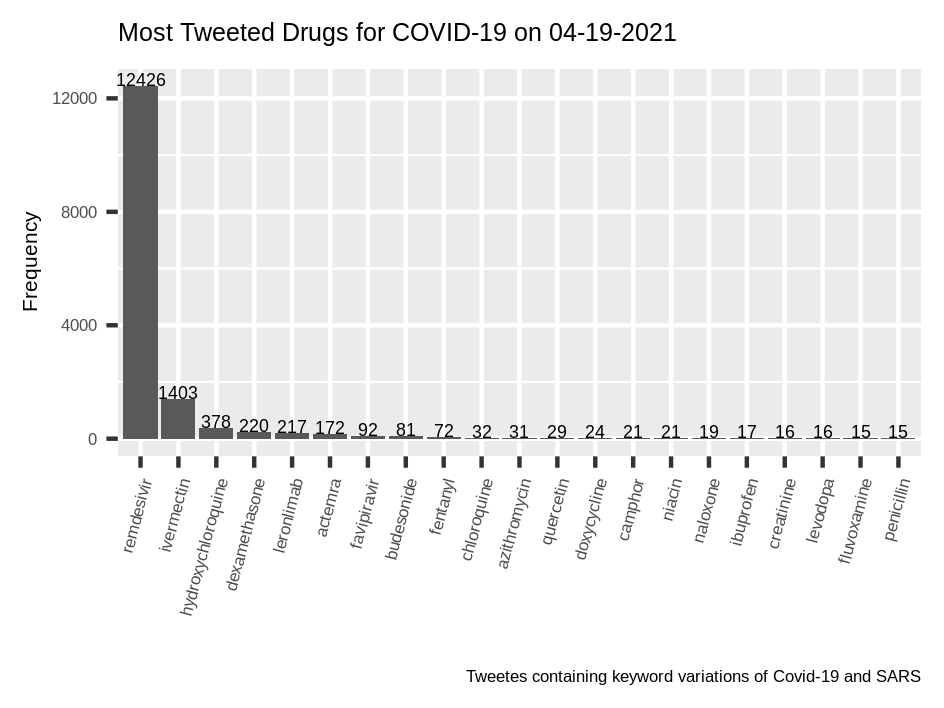 Most Tweeted Drugs for COVID-19 on 04-19-2021
Frequency
12000
8000
4000
0
12426
1403
378
220
217
172
92
81
72
32
31
29
24
21
21
19
17
16
16
15
15
remdesivir
ivermectin
hydroxychloroquine
dexamethasone
leronlimab
actemra
favipiravir
budesonide
fentanyl
chloroquine
azithromycin
quercetin
doxycycline
camphor
niacin
naloxone
ibuprofen
creatinine
levodopa
fluvoxamine
penicillin
Tweetes containing keyword variations of Covid-19 and SARS